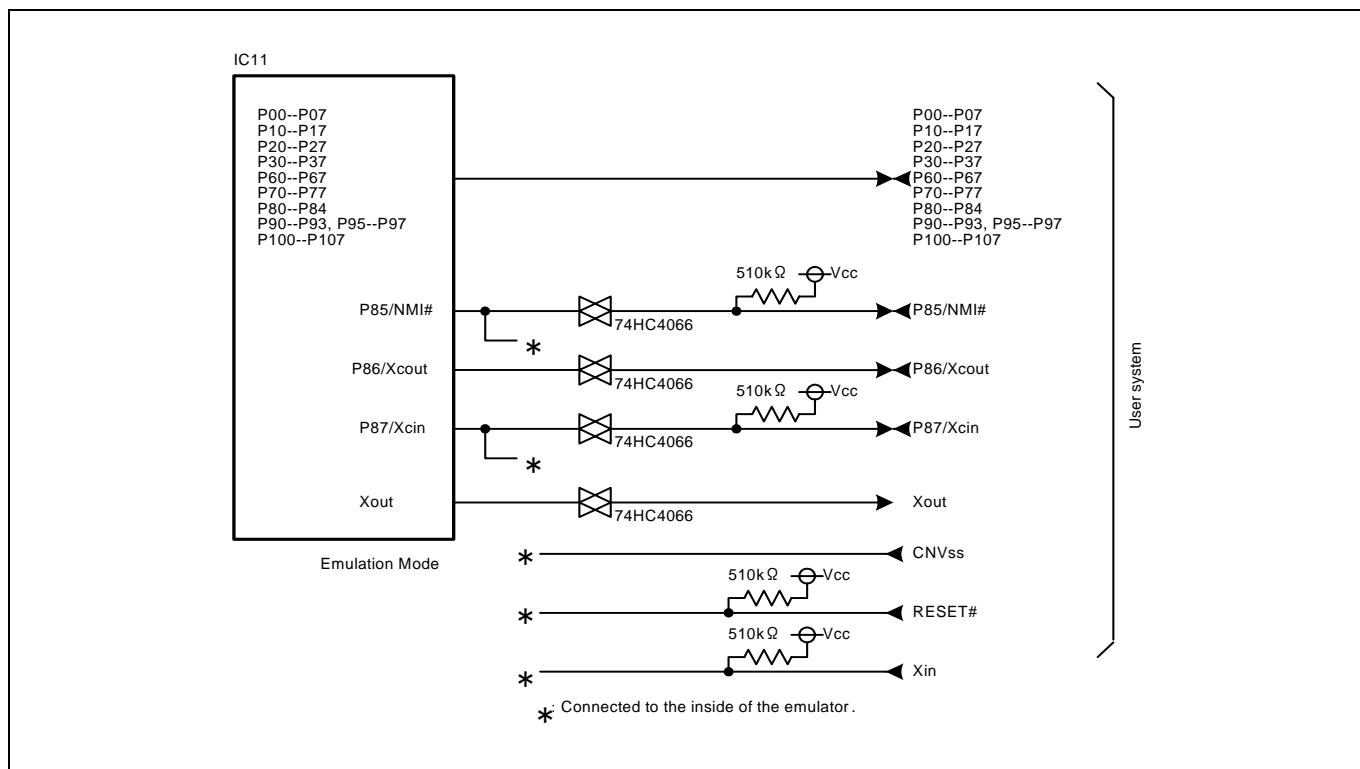 IC11
P00--P07
P10--P17
P20--P27
P30--P37
P60--P67
P70--P77
P80--P84
P90--P93, P95--P97
P100--P107
P00--P07
P10--P17
P20--P27
P30--P37
P60--P67
P70--P77
P80--P84
P90--P93, P95--P97
P100--P107
510kΩ Vcc
P85/NMI# 74HC4066 P85/NMI#
*
P86/Xcout 74HC4066 P86/Xcout
510kΩ Vcc
P87/Xcin 74HC4066 P87/Xcin
*
Xout 74HC4066 Xout
Emulation Mode
* CNVss
510kΩ Vcc
* RESET#
510kΩ Vcc
* Xin
*: Connected to the inside of the emulator.
User system